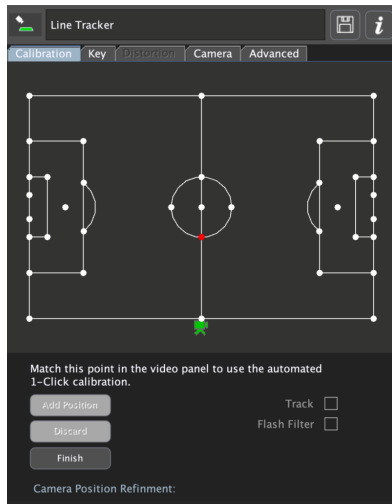 Line Tracker
i
Calibration Key Distortion Camera Advanced
Match this point in the video panel to use the automated
1-Click calibration.
Add Position Track
Discard Flash Filter
Finish
Camera Position Refinment: